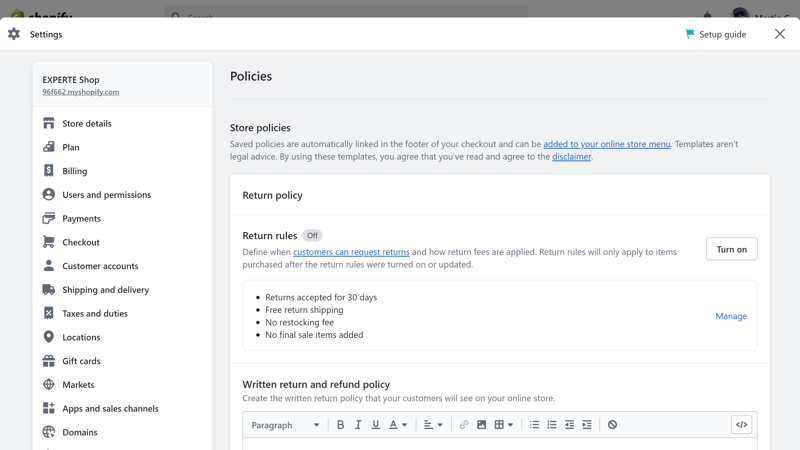 shopify
Search
Settings
Setup guide
EXPERTE Shop
96f662.myshopify.com
Store details
Plan
Billing
Users and permissions
Payments
Checkout
Customer accounts
Shipping and delivery
Taxes and duties
Locations
Gift cards
Markets
Apps and sales channels
Domains
Policies
Store policies
Saved policies are automatically linked in the footer of your checkout and can be added to your online store menu. Templates aren't
legal advice. By using these templates, you agree that you've read and agree to the disclaimer.
Return policy
Return rules Off
Define when customers can request returns and how return fees are applied. Return rules will only apply to items
purchased after the return rules were turned on or updated.
Turn on
• Returns accepted for 30 days
• Free return shipping
• No restocking fee
• No final sale items added
Manage
Written return and refund policy
Create the written return policy that your customers will see on your online store.
Paragraph B I U A </>